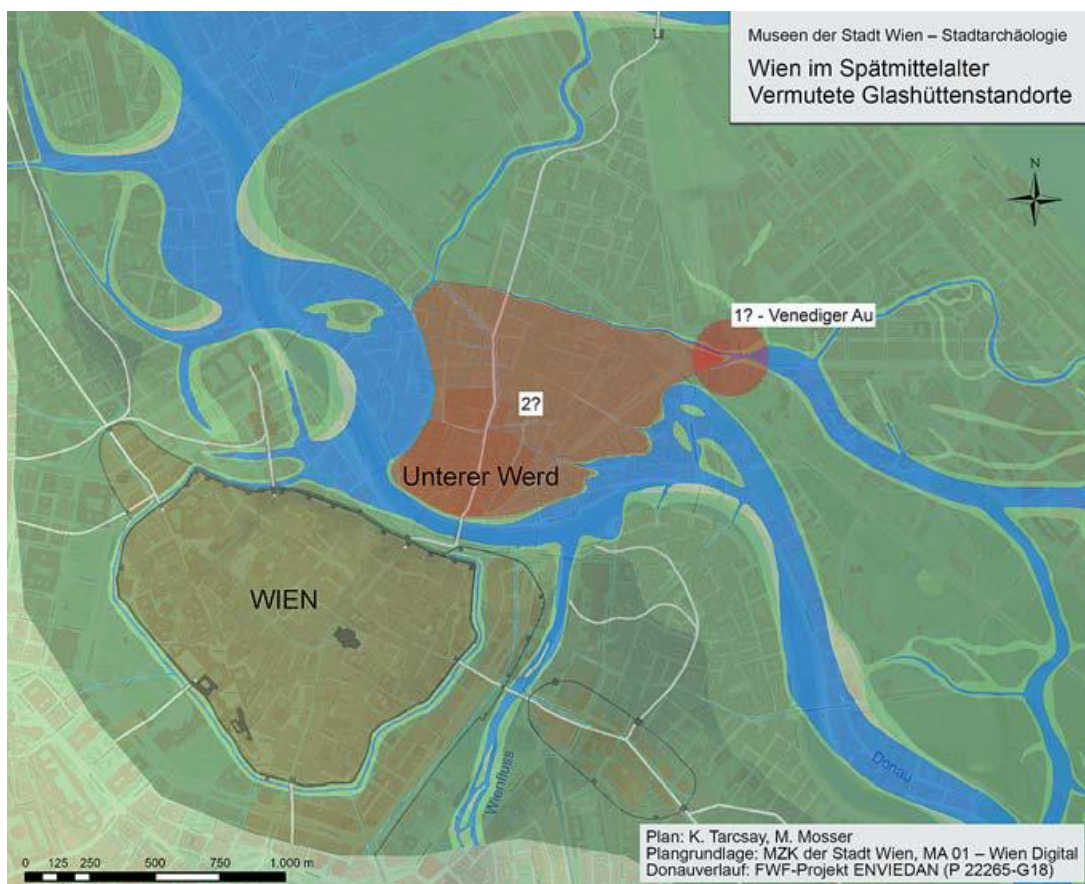 Museen der Stadt Wien – Stadtarchäologie
Wien im Spätmittelalter
Vermutete Glashüttenstandorte
N
1? - Venediger Au
2?
Unterer Werd
WIEN
Wienfluss
Donau
0 125 250 500 750 1.000 m
Plan: K. Tarcsay, M. Mosser
Plangrundlage: MZK der Stadt Wien, MA 01 – Wien Digital
Donauverlauf: FWF-Projekt ENVIEDAN (P 22265-G18)